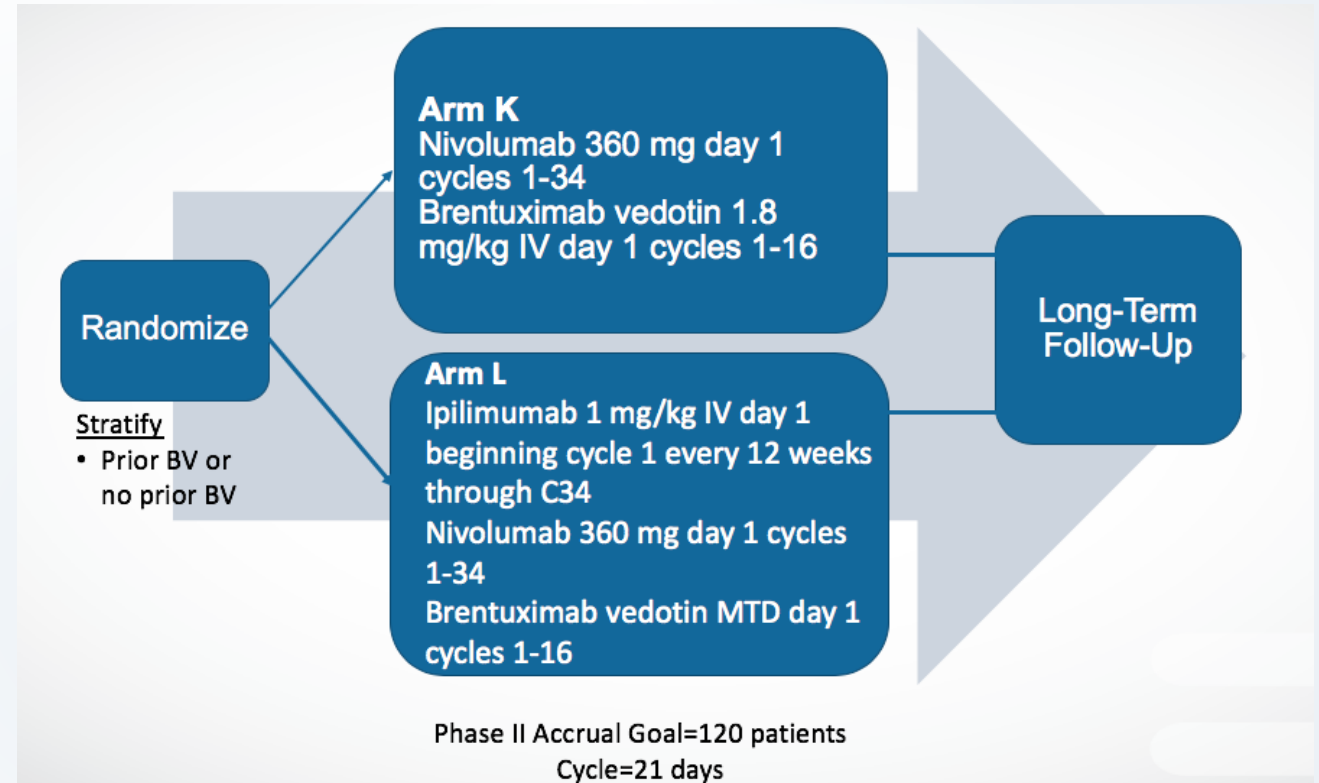 Randomize
Stratify
• Prior BV or
no prior BV
Arm K
Nivolumab 360 mg day 1
cycles 1-34
Brentuximab vedotin 1.8
mg/kg IV day 1 cycles 1-16
Arm L
Ipilimumab 1 mg/kg IV day 1
beginning cycle 1 every 12 weeks
through C34
Nivolumab 360 mg day 1 cycles
1-34
Brentuximab vedotin MTD day 1
cycles 1-16
Long-Term
Follow-Up
Phase II Accrual Goal=120 patients
Cycle=21 days